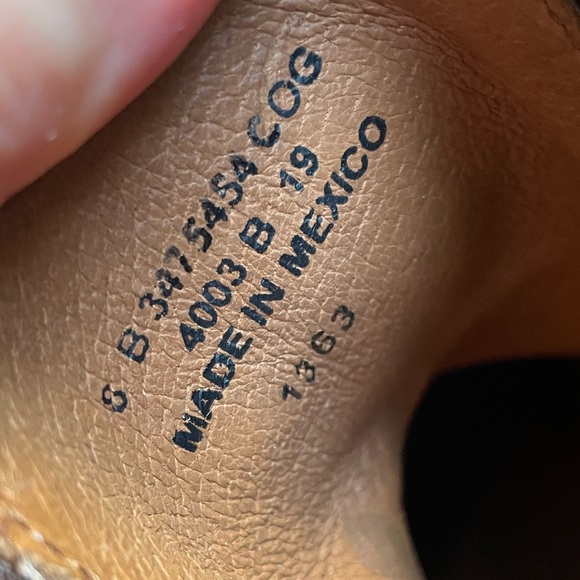 8 B 3475454 COG
4003 B 19
MADE IN MEXICO
1363